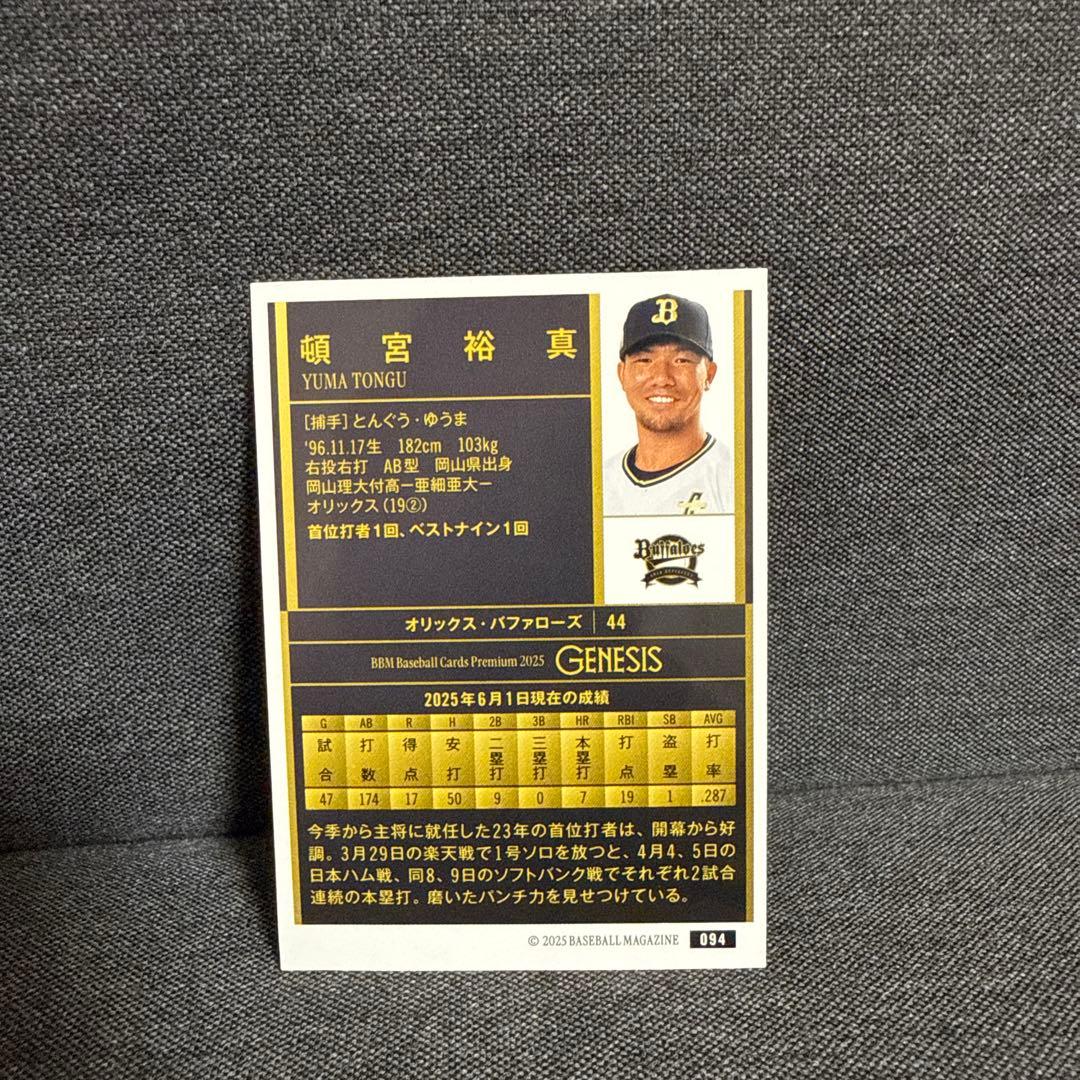 頓宮裕真
YUMA TONGU
[捕手]とんぐう・ゆうま
'96.11.17生 182cm 103kg
右投右打 AB型 岡山県出身
岡山理大付高ー亜細亜大ー
オリックス(19②)
首位打者1回、ベストナイン1回
B
Buffaloes
オリックス・バファローズ 44
BBM Baseball Cards Premium 2025 GENESIS
2025年6月1日現在の成績
G AB R H 2B 3B HR RBI SB AVG
試合 打数 得点 安打 二塁打 三塁打 本塁打 打点 盗塁 打率
47 174 17 50 9 0 7 19 1 .287
今季から主将に就任した23年の首位打者は、開幕から好
調。3月29日の楽天戦で1号ソロを放つと、4月4、5日の
日本ハム戦、同8、9日のソフトバンク戦でそれぞれ2試合
連続の本塁打。磨いたパンチ力を見せつけている。
© 2025 BASEBALL MAGAZINE 094